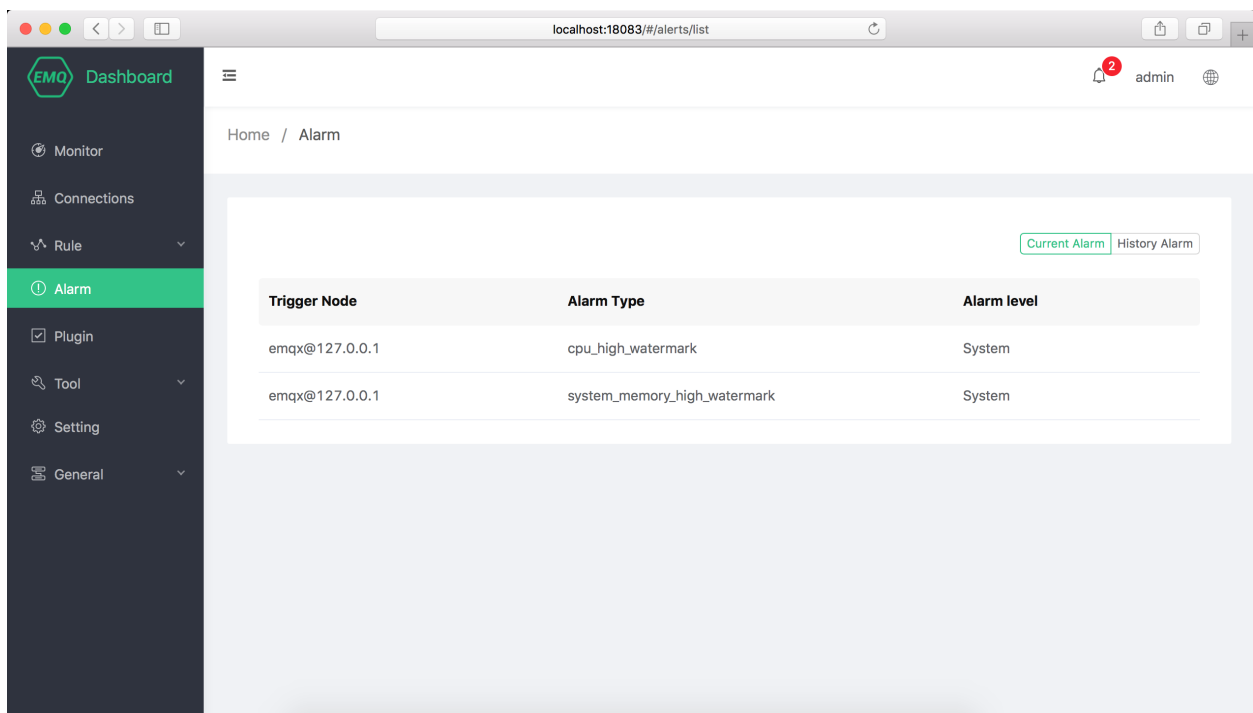 localhost:18083/#/alerts/list
EMQ Dashboard
2
admin
Home / Alarm
Monitor
Connections
Rule
Alarm
Plugin
Tool
Setting
General
Current Alarm History Alarm
Trigger Node Alarm Type Alarm level
emqx@127.0.0.1 cpu_high_watermark System
emqx@127.0.0.1 system_memory_high_watermark System